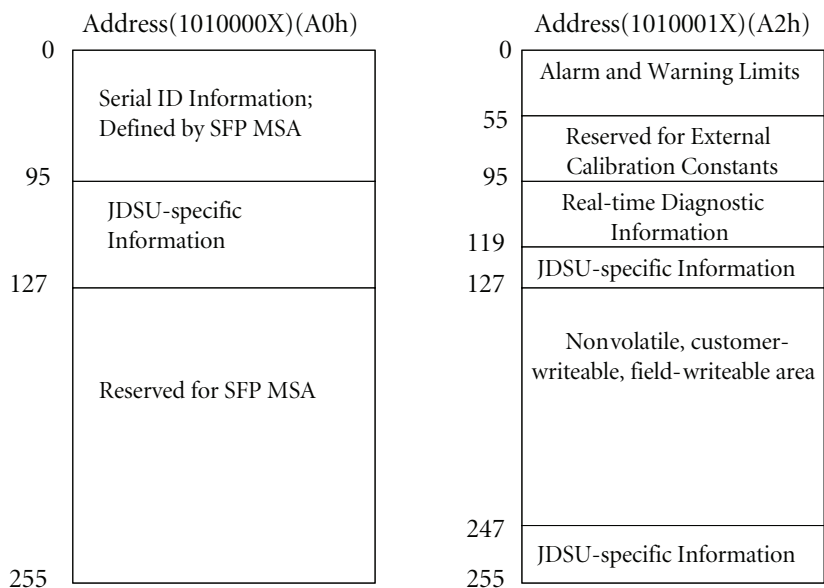 Address(1010000X)(A0h)
0
Serial ID Information;
Defined by SFP MSA
95
JDSU-specific
Information
127
Reserved for SFP MSA
255
Address(1010001X)(A2h)
0
Alarm and Warning Limits
55
Reserved for External
Calibration Constants
95
Real-time Diagnostic
Information
119
JDSU-specific Information
127
Nonvolatile, customer-
writeable, field-writeable area
247
JDSU-specific Information
255